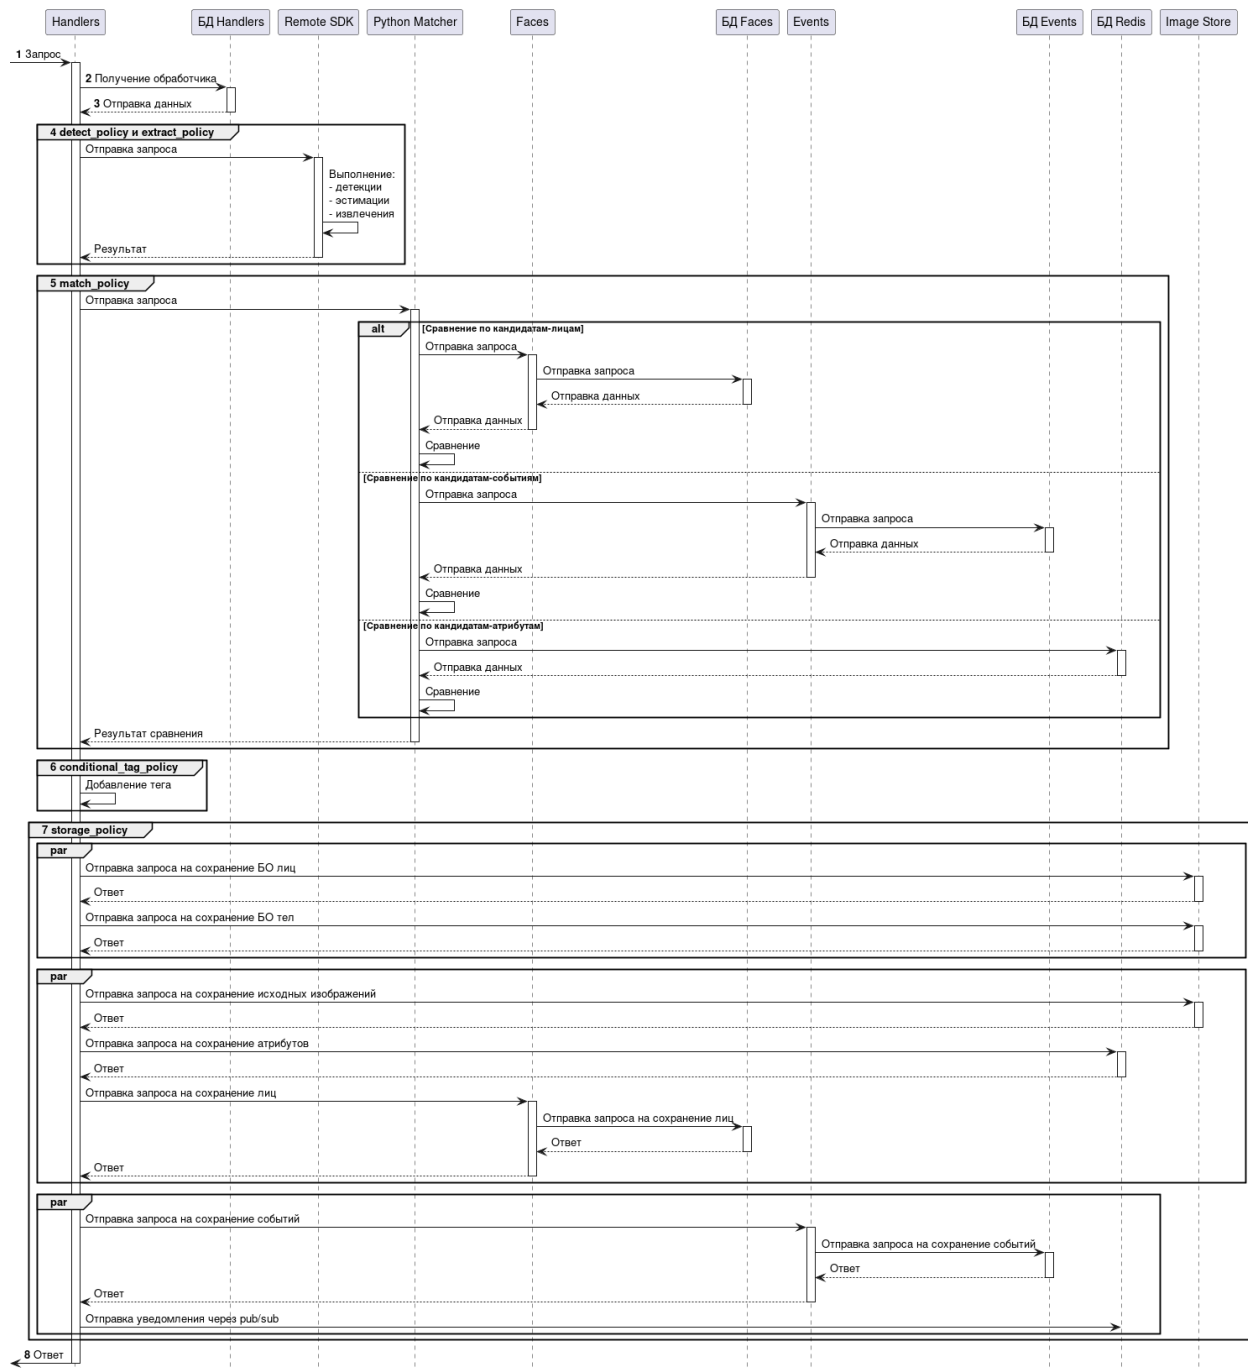 Handlers
БД Handlers
Remote SDK
Python Matcher
Faces
БД Faces
Events
БД Events
БД Redis
Image Store
1 Запрос
2 Получение обработчика
3 Отправка данных
4 detect_policy и extract_policy
Отправка запроса
Выполнение:
- детекции
- эстимации
- извлечения
Результат
5 match_policy
Отправка запроса
alt [Сравнение по кандидатам-лицам]
Отправка запроса
Отправка запроса
Отправка данных
Отправка данных
Сравнение
[Сравнение по кандидатам-событиям]
Отправка запроса
Отправка запроса
Отправка данных
Отправка данных
Сравнение
[Сравнение по кандидатам-атрибутам]
Отправка запроса
Отправка данных
Сравнение
Результат сравнения
6 conditional_tag_policy
Добавление тега
7 storage_policy
par
Отправка запроса на сохранение БО лиц
Ответ
Отправка запроса на сохранение БО тел
Ответ
par
Отправка запроса на сохранение исходных изображений
Ответ
Отправка запроса на сохранение атрибутов
Ответ
Отправка запроса на сохранение лиц
Отправка запроса на сохранение лиц
Ответ
Ответ
par
Отправка запроса на сохранение событий
Отправка запроса на сохранение событий
Ответ
Ответ
Отправка уведомления через pub/sub
8 Ответ